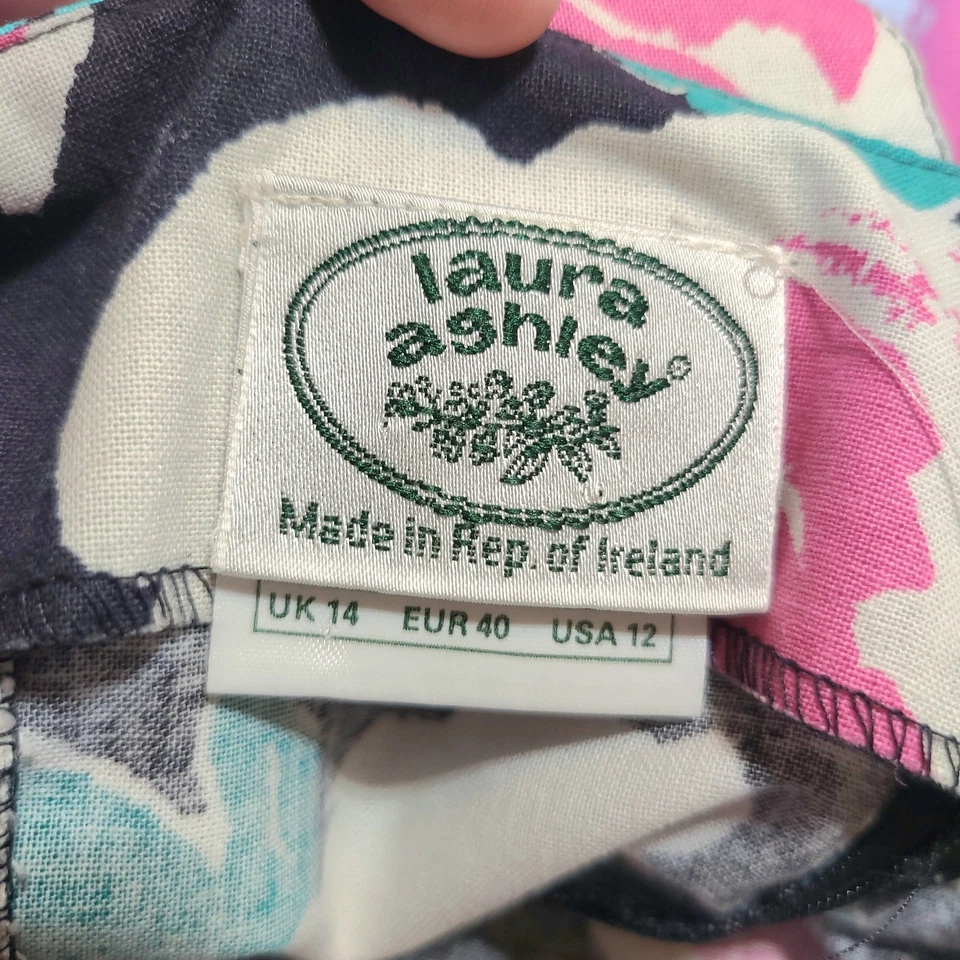 laura
ashley
Made in Rep. of Ireland
UK 14 EUR 40 USA 12